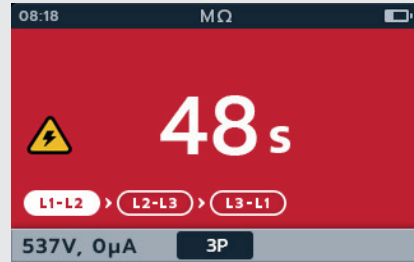 08:18 MΩ
48 s
L1-L2 > L2-L3 > L3-L1
537V, 0µA 3P